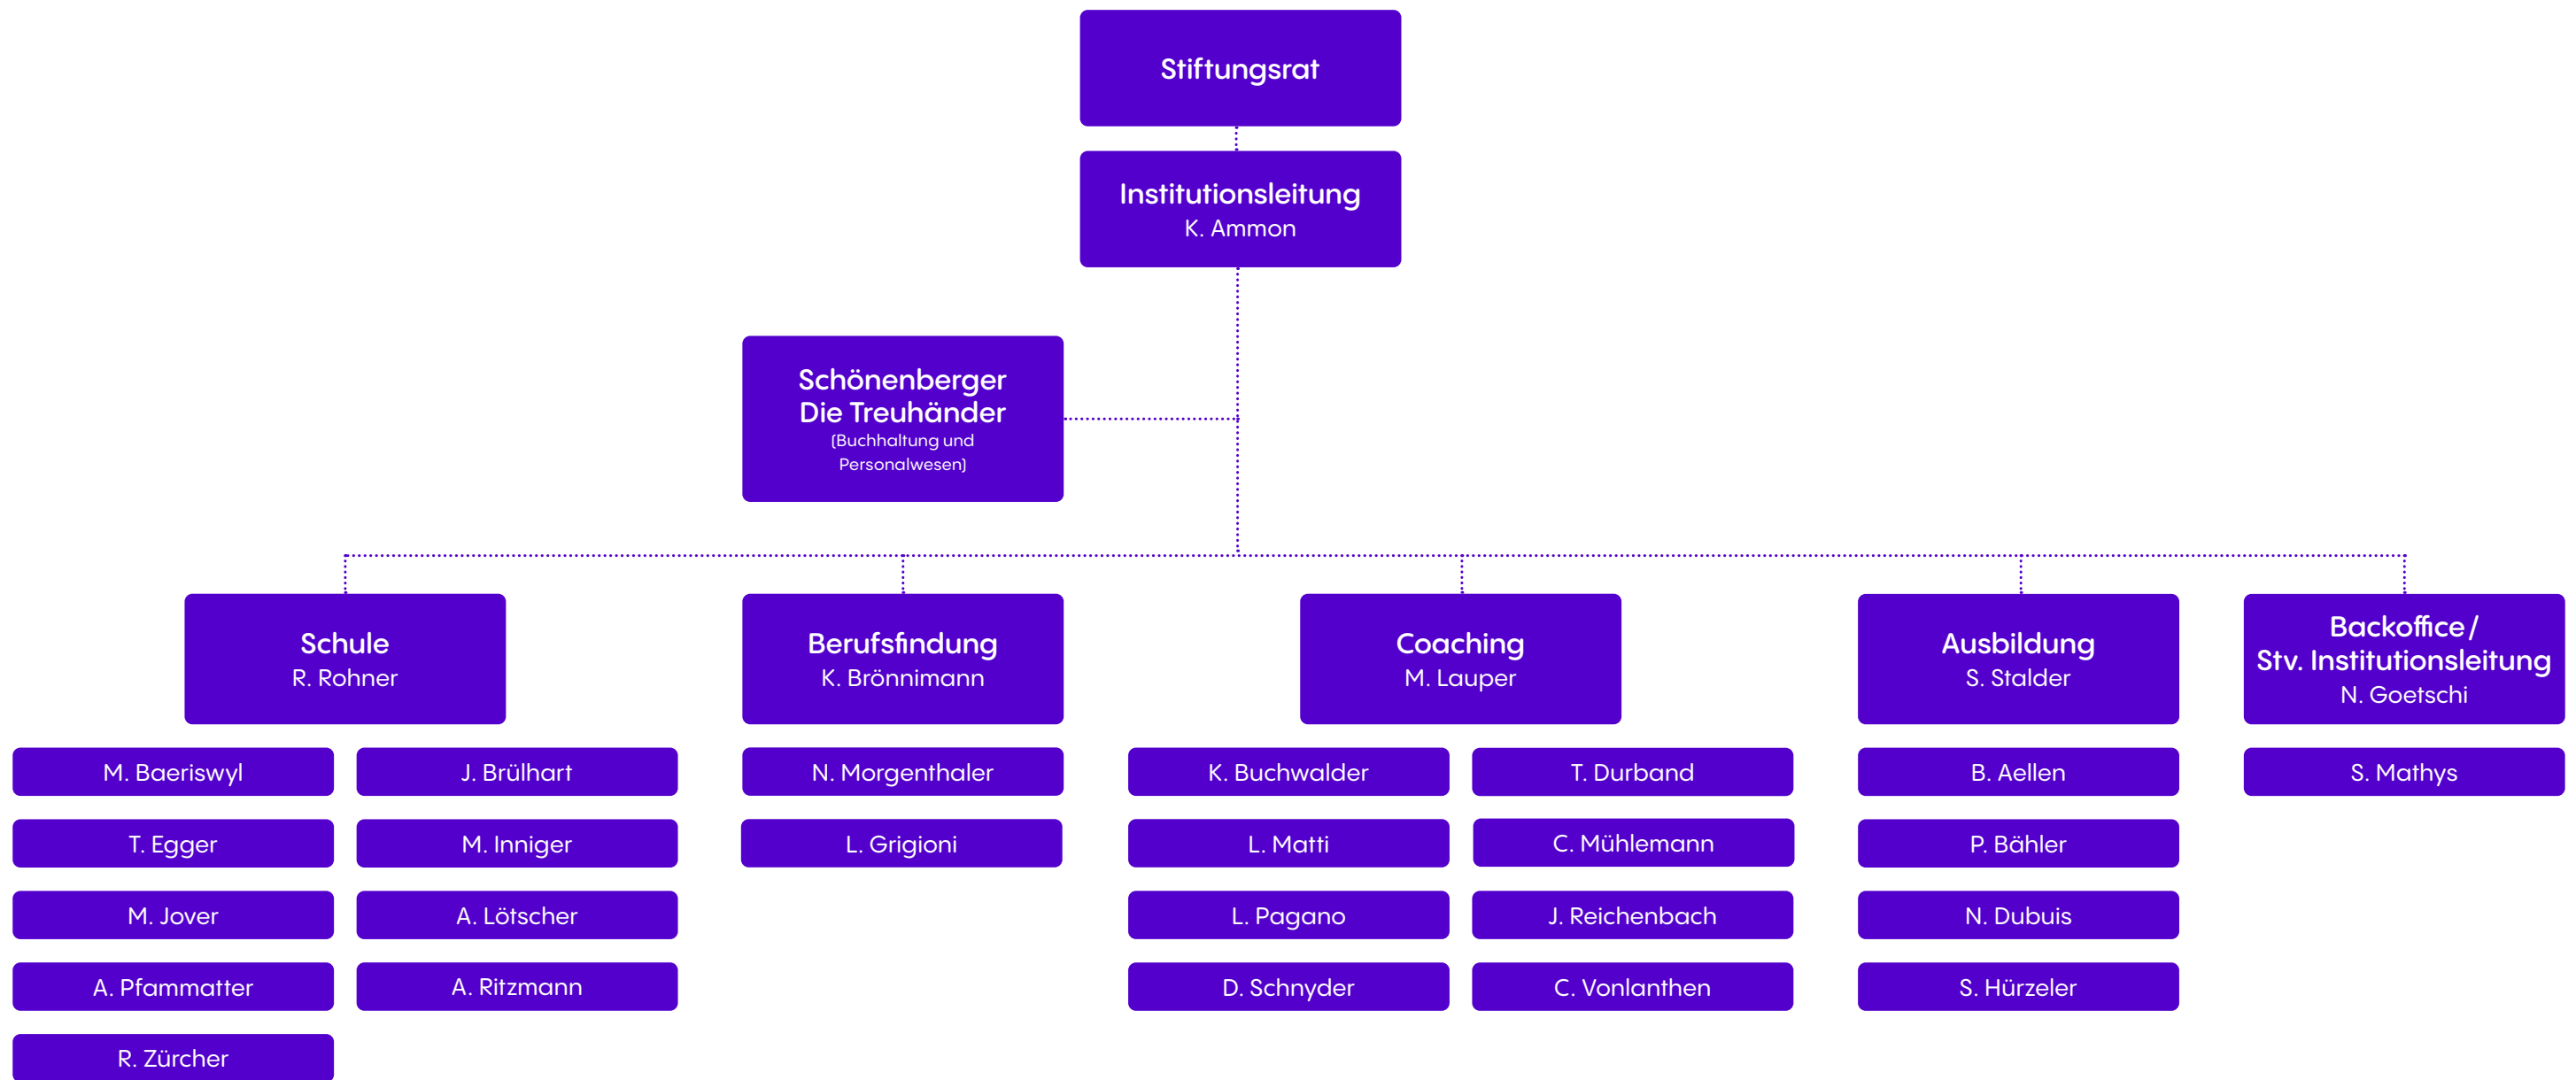 Stiftungsrat
Institutionsleitung
K. Ammon
Schönenberger
Die Treuhänder
(Buchhaltung und
Personalwesen)
Schule
R. Rohner
Berufsfindung
K. Brönnimann
Coaching
M. Lauper
Ausbildung
S. Stalder
Backoffice/
Stv. Institutionsleitung
N. Goetschi
M. Baeriswyl
J. Brülhart
T. Egger
M. Inniger
M. Jover
A. Lötscher
A. Pfammatter
A. Ritzmann
R. Zürcher
N. Morgenthaler
L. Grigioni
K. Buchwalder
T. Durband
L. Matti
C. Mühlemann
L. Pagano
J. Reichenbach
D. Schnyder
C. Vonlanthen
B. Aellen
P. Bähler
N. Dubuis
S. Hürzeler
S. Mathys